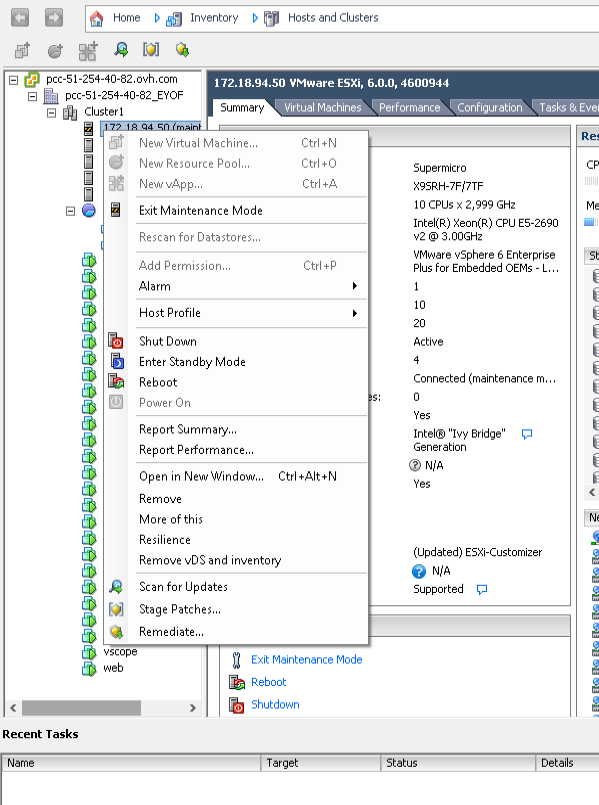 Home Inventory Hosts and Clusters
pcc-51-254-40-82.ovh.com
pcc-51-254-40-82_EYOF
Cluster1
172.18.94.50 (maint
172.18.94.50 VMware ESXi, 6.0.0, 4600944
Summary Virtual Machines Performance Configuration Tasks & Eve
New Virtual Machine... Ctrl+N
New Resource Pool... Ctrl+O
New vApp... Ctrl+A
Exit Maintenance Mode
Rescan for Datastores...
Add Permission... Ctrl+P
Alarm
Host Profile
Shut Down
Enter Standby Mode
Reboot
Power On
Report Summary...
Report Performance...
Open in New Window... Ctrl+Alt+N
Remove
More of this
Resilience
Remove vDS and inventory
Scan for Updates
Stage Patches...
Remediate...
vscope
web
Supermicro
X9SRH-7F/7TF
10 CPUs x 2,999 GHz
Intel(R) Xeon(R) CPU E5-2690
v2 @ 3.00GHz
VMware vSphere 6 Enterprise
Plus for Embedded OEMs - L...
1
10
20
Active
4
Connected (maintenance m...
es: 0
Yes
Intel® "Ivy Bridge"
Generation
N/A
Yes
(Updated) ESXi-Customizer
N/A
Supported
Exit Maintenance Mode
Reboot
Shutdown
Res
CP
Me
St
Ne
Recent Tasks
Name Target Status Details